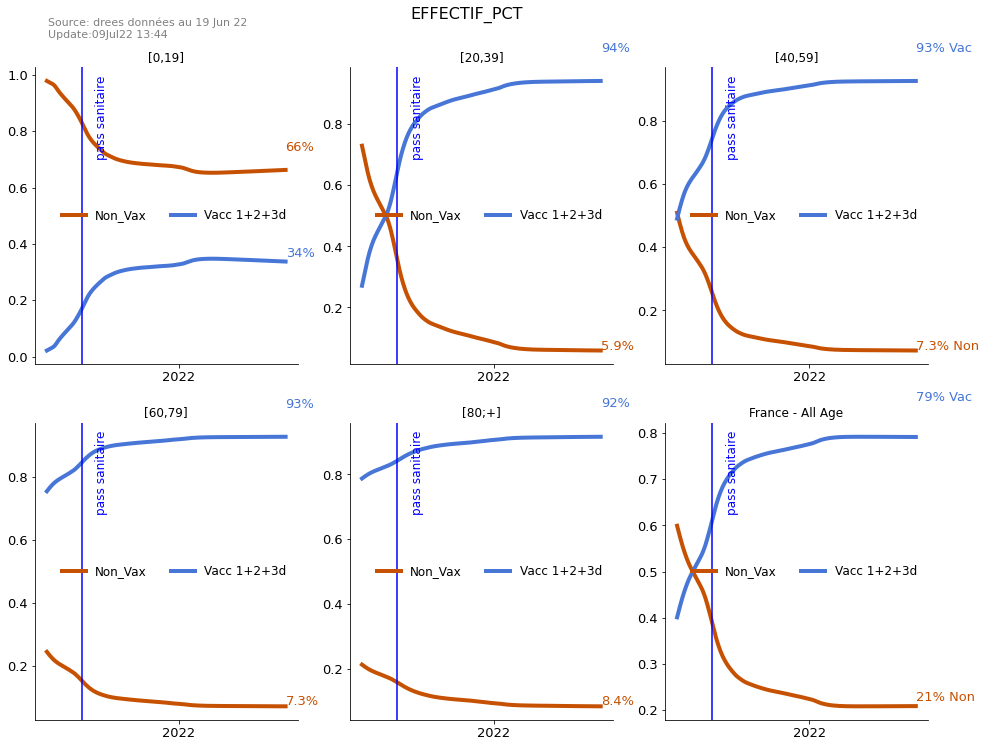 EFFECTIF_PCT
Source: drees données au 19 Jun 22
Update:09Jul22 13:44
[0,19]
1.0
0.8
0.6
0.4
0.2
0.0
pass sanitaire
66%
Non_Vax
Vacc 1+2+3d
34%
2022
[20,39]
94%
0.8
0.6
0.4
0.2
pass sanitaire
Non_Vax
Vacc 1+2+3d
5.9%
2022
[40,59]
93% Vac
0.8
0.6
0.4
0.2
pass sanitaire
Non_Vax
Vacc 1+2+3d
7.3% Non
2022
[60,79]
93%
0.8
0.6
0.4
0.2
pass sanitaire
Non_Vax
Vacc 1+2+3d
7.3%
2022
[80;+]
92%
0.8
0.6
0.4
0.2
pass sanitaire
Non_Vax
Vacc 1+2+3d
8.4%
2022
France - All Age
79% Vac
0.8
0.7
0.6
0.5
0.4
0.3
0.2
pass sanitaire
Non_Vax
Vacc 1+2+3d
21% Non
2022